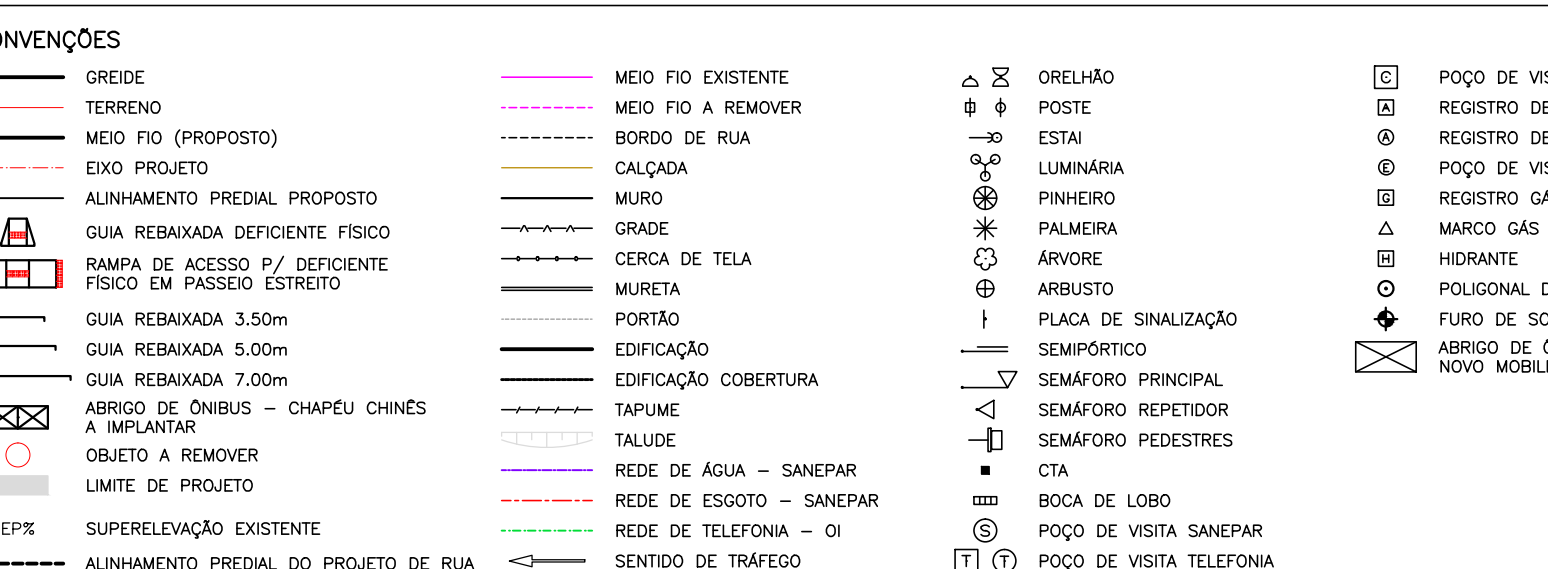 ONVENÇÕES
GREIDE
TERRENO
MEIO FIO (PROPOSTO)
EIXO PROJETO
ALINHAMENTO PREDIAL PROPOSTO
GUIA REBAIXADA DEFICIENTE FÍSICO
RAMPA DE ACESSO P/ DEFICIENTE
FÍSICO EM PASSEIO ESTREITO
GUIA REBAIXADA 3.50m
GUIA REBAIXADA 5.00m
GUIA REBAIXADA 7.00m
ABRIGO DE ÔNIBUS – CHAPÉU CHINÊS
A IMPLANTAR
OBJETO A REMOVER
LIMITE DE PROJETO
EP% SUPERELEVAÇÃO EXISTENTE
ALINHAMENTO PREDIAL DO PROJETO DE RUA
MEIO FIO EXISTENTE
MEIO FIO A REMOVER
BORDO DE RUA
CALÇADA
MURO
GRADE
CERCA DE TELA
MURETA
PORTÃO
EDIFICAÇÃO
EDIFICAÇÃO COBERTURA
TAPUME
TALUDE
REDE DE ÁGUA – SANEPAR
REDE DE ESGOTO – SANEPAR
REDE DE TELEFONIA – OI
SENTIDO DE TRÁFEGO
ORELHÃO
POSTE
ESTAI
LUMINÁRIA
PINHEIRO
PALMEIRA
ÁRVORE
ARBUSTO
PLACA DE SINALIZAÇÃO
SEMIPÓRTICO
SEMÁFORO PRINCIPAL
SEMÁFORO REPETIDOR
SEMÁFORO PEDESTRES
CTA
BOCA DE LOBO
S POÇO DE VISITA SANEPAR
T T POÇO DE VISITA TELEFONIA
C POÇO DE VIS
A REGISTRO DE
A REGISTRO DE
E POÇO DE VIS
G REGISTRO GÁ
MARCO GÁS
H HIDRANTE
POLIGONAL D
FURO DE SO
ABRIGO DE Ô
NOVO MOBILI